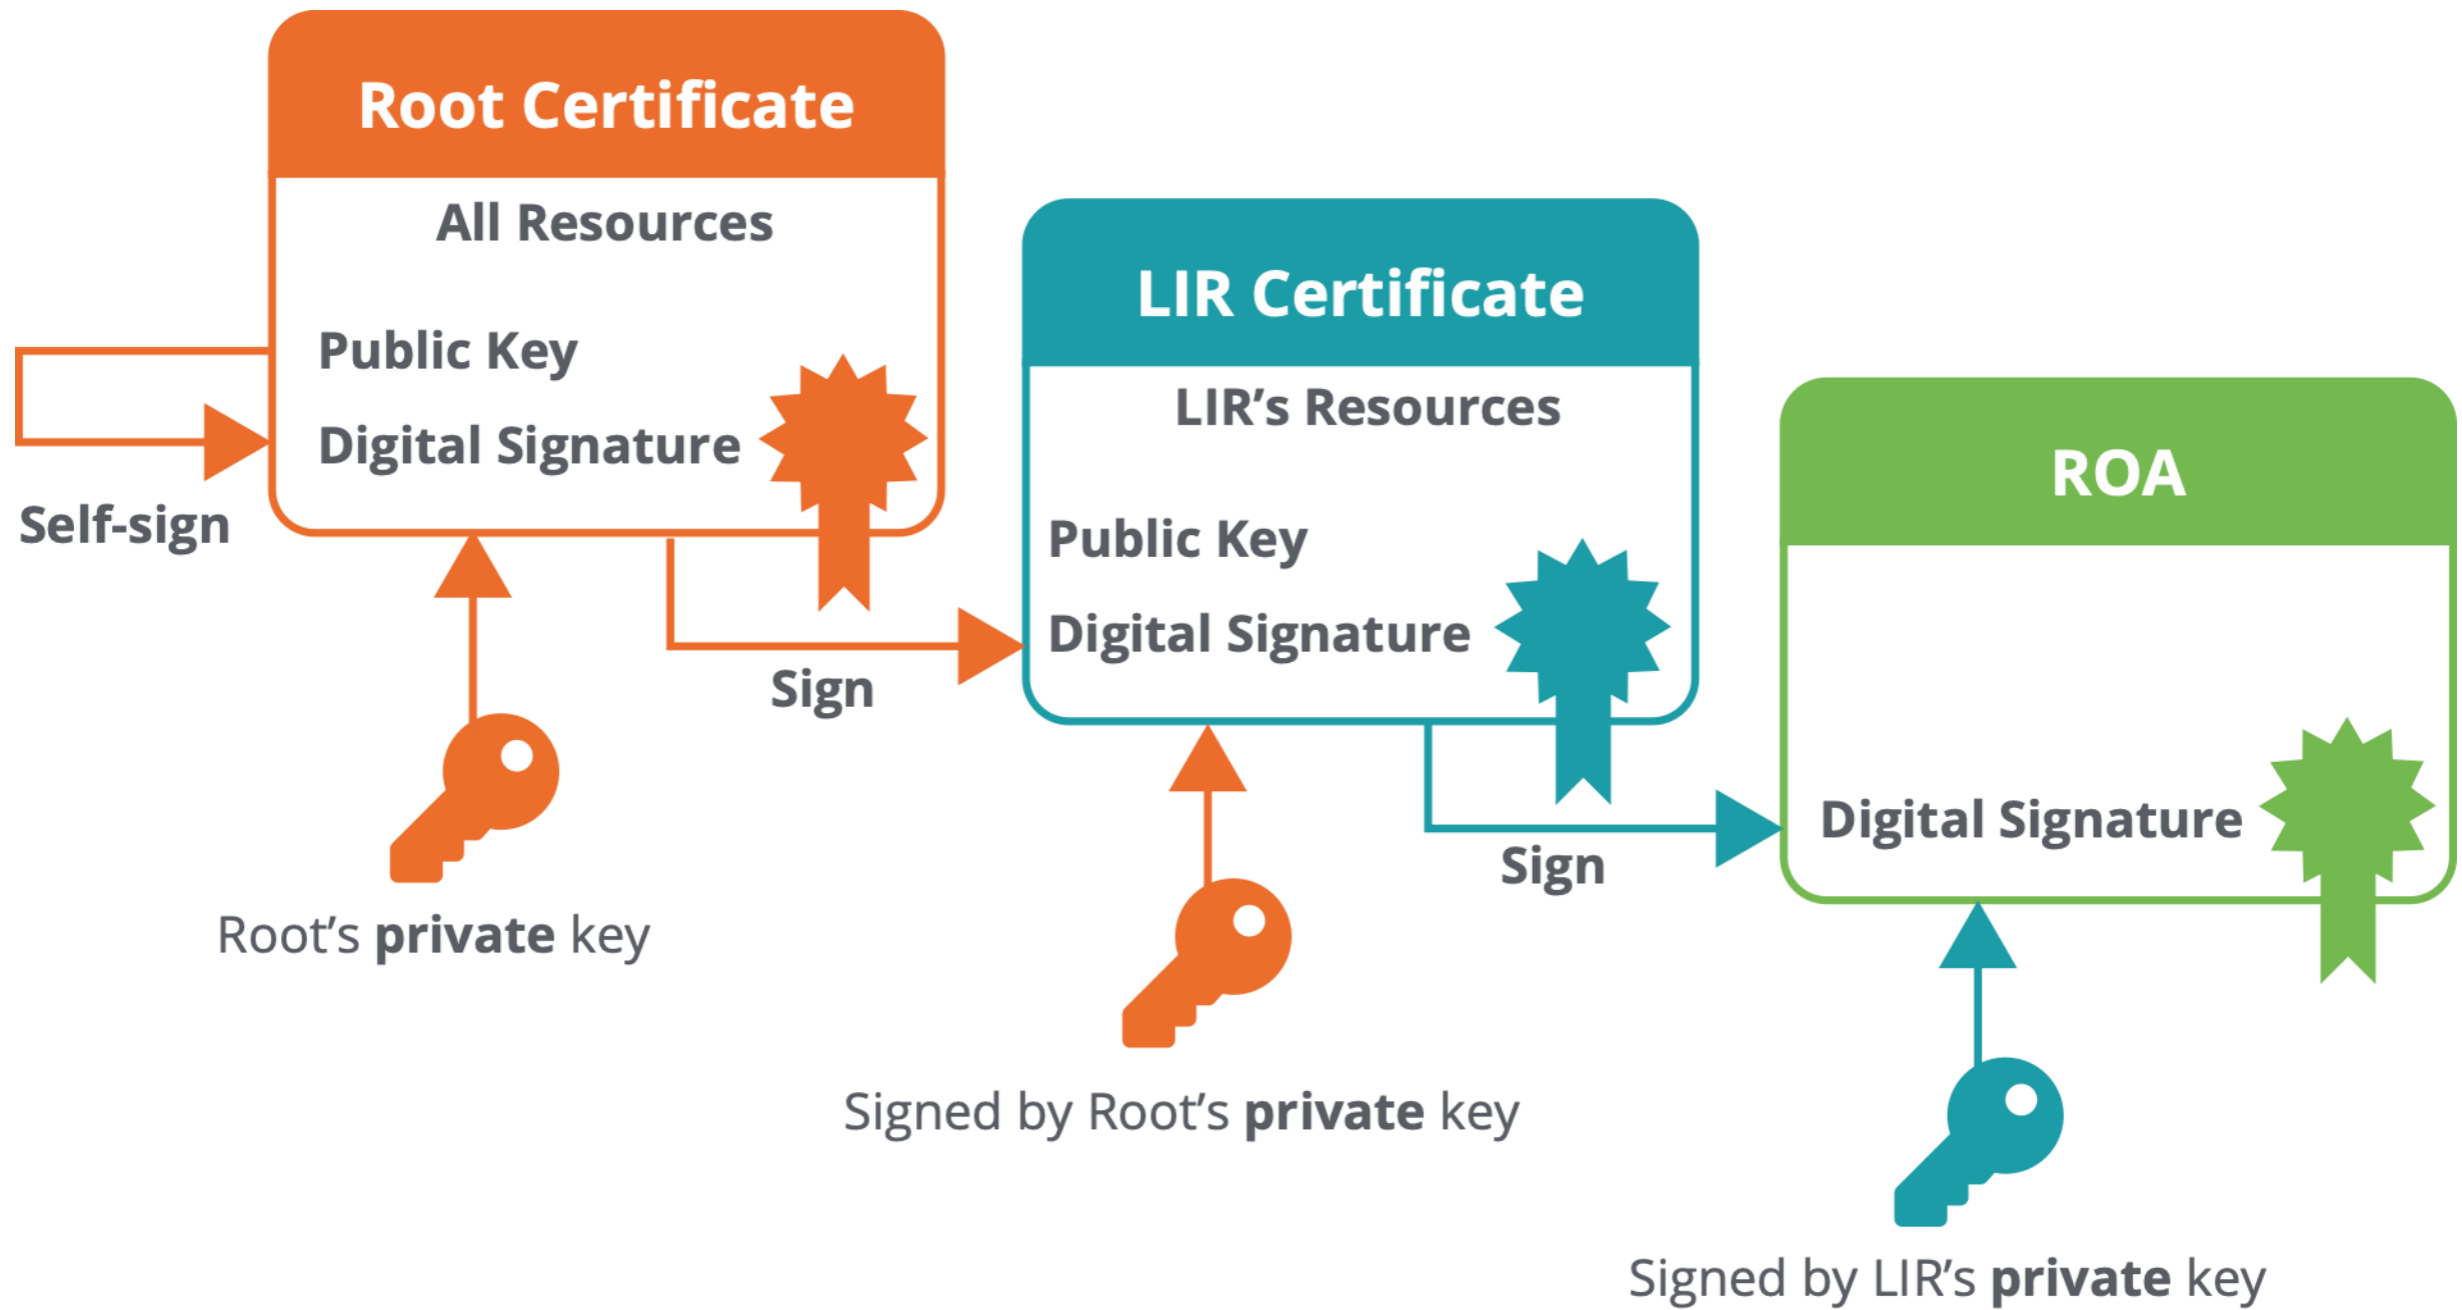 Root Certificate
All Resources
Public Key
Digital Signature
Self-sign
Root’s private key
Sign
LIR Certificate
LIR’s Resources
Public Key
Digital Signature
Signed by Root’s private key
Sign
ROA
Digital Signature
Signed by LIR’s private key